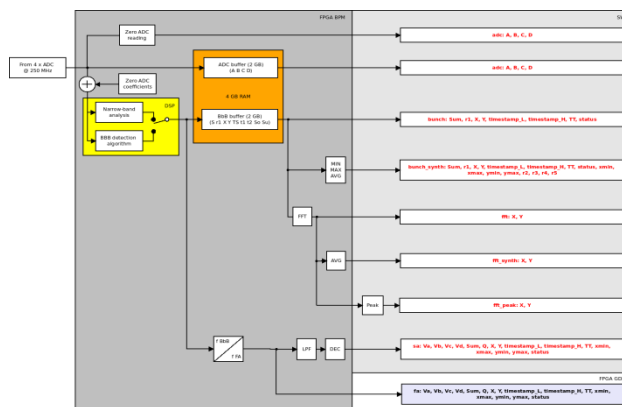 FPGA BPM
SW
Zero ADC
reading
adc: A, B, C, D
From 4 x ADC
@ 250 MHz
ADC buffer (2 GB)
(A B C D)
adc: A, B, C, D
Zero ADC
coefficients
4 GB RAM
DSP
Narrow-band
analysis
BbB buffer (2 GB)
(S r1 X Y TS t1 t2 So Su)
bunch: Sum, r1, X, Y, timestamp_L, timestamp_H, TT, status
BBB detection
algorithm
MIN
MAX
AVG
bunch_synth: Sum, r1, X, Y, timestamp_L, timestamp_H, TT, status, xmin,
xmax, ymin, ymax, r2, r3, r4, r5
FFT
fft: X, Y
AVG
fft_synth: X, Y
Peak
fft_peak: X, Y
f BbB
f FA
LPF
DEC
sa: Va, Vb, Vc, Vd, Sum, Q, X, Y, timestamp_L, timestamp_H, TT, xmin,
xmax, ymin, ymax, status
FPGA GD
fa: Va, Vb, Vc, Vd, Sum, Q, X, Y, timestamp_L, timestamp_H, TT, xmin,
xmax, ymin, ymax, status